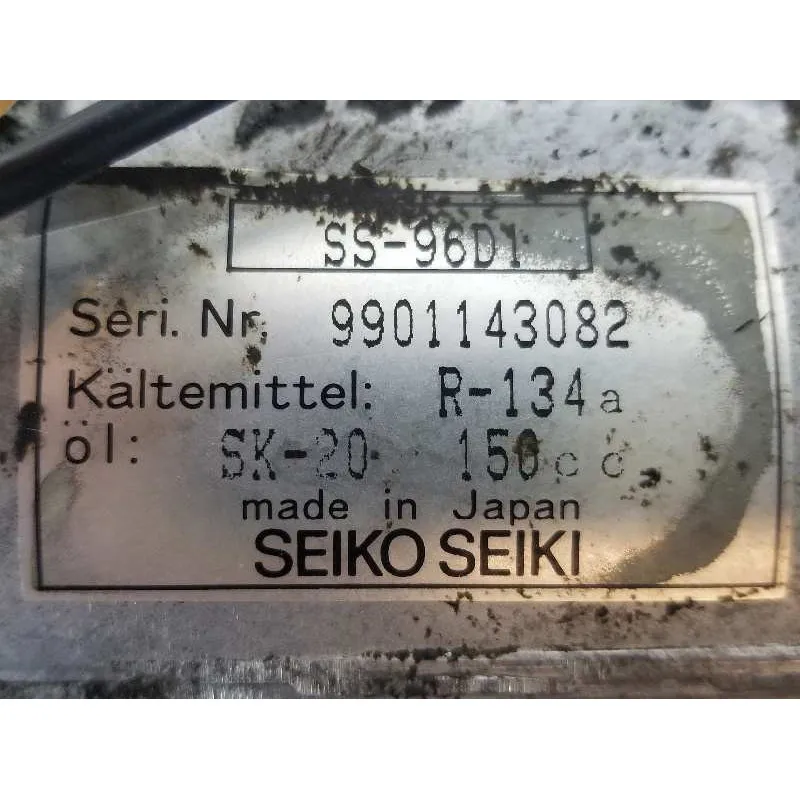 SS-96D1
Seri. Nr. 9901143082
Kältemittel: R-134a
öl: SK-20 150cc
made in Japan
SEIKO SEIKI